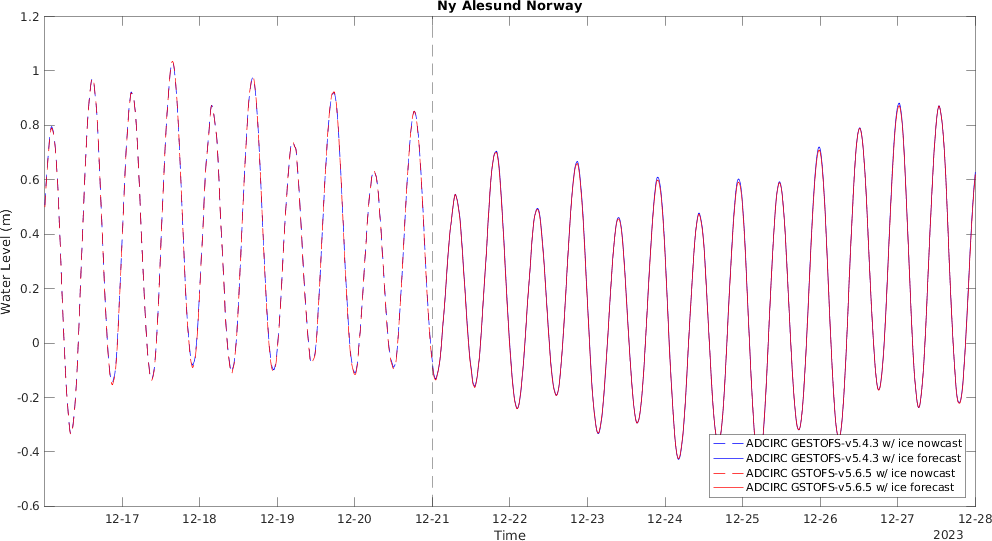 Ny Alesund Norway
1.2
1
0.8
0.6
0.4
0.2
0
-0.2
-0.4
-0.6
Water Level (m)
ADCIRC GESTOFS-v5.4.3 w/ ice nowcast
ADCIRC GESTOFS-v5.4.3 w/ ice forecast
ADCIRC GSTOFS-v5.6.5 w/ ice nowcast
ADCIRC GSTOFS-v5.6.5 w/ ice forecast
12-17 12-18 12-19 12-20 12-21 12-22 12-23 12-24 12-25 12-26 12-27 12-28
Time
2023